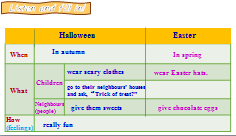 Listen and fill in
Halloween Easter
When In autumn In spring
What Children wear scary clothes wear Easter hats.
go to their neighbours' houses
and ask, "Trick of treat?"
Neighbours
(people) give them sweets give chocolate eggs
How
(feelings) really fun